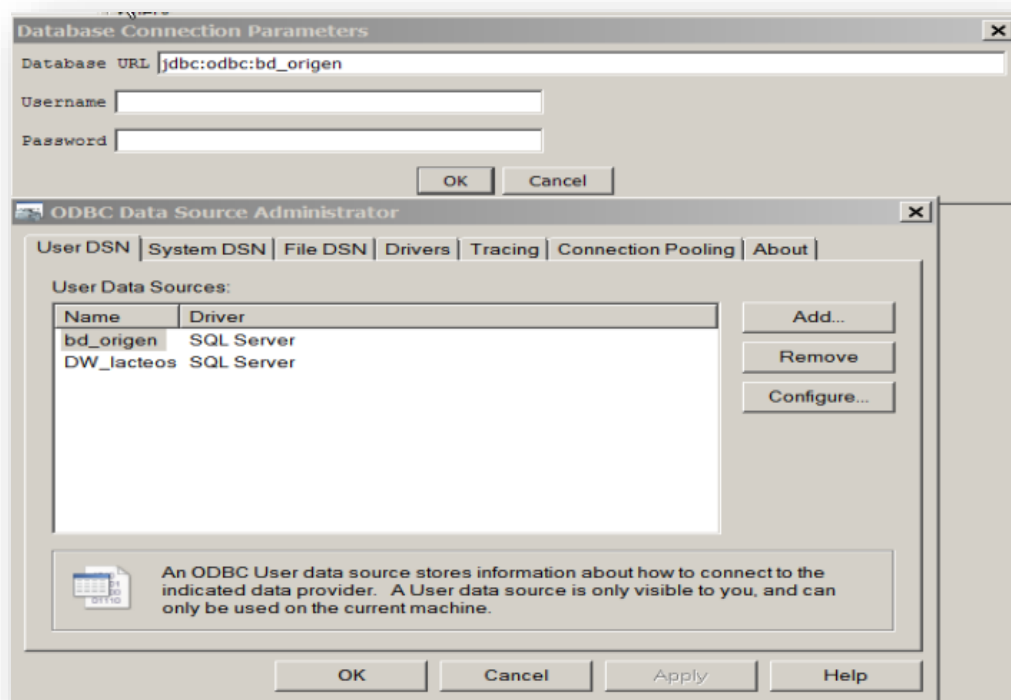 Database Connection Parameters
Database URL jdbc:odbc:bd_origen
Username
Password
OK Cancel
ODBC Data Source Administrator
User DSN System DSN File DSN Drivers Tracing Connection Pooling About
User Data Sources:
Name Driver
bd_origen SQL Server
DW_lacteos SQL Server
Add...
Remove
Configure...
An ODBC User data source stores information about how to connect to the
indicated data provider. A User data source is only visible to you, and can
only be used on the current machine.
OK Cancel Apply Help